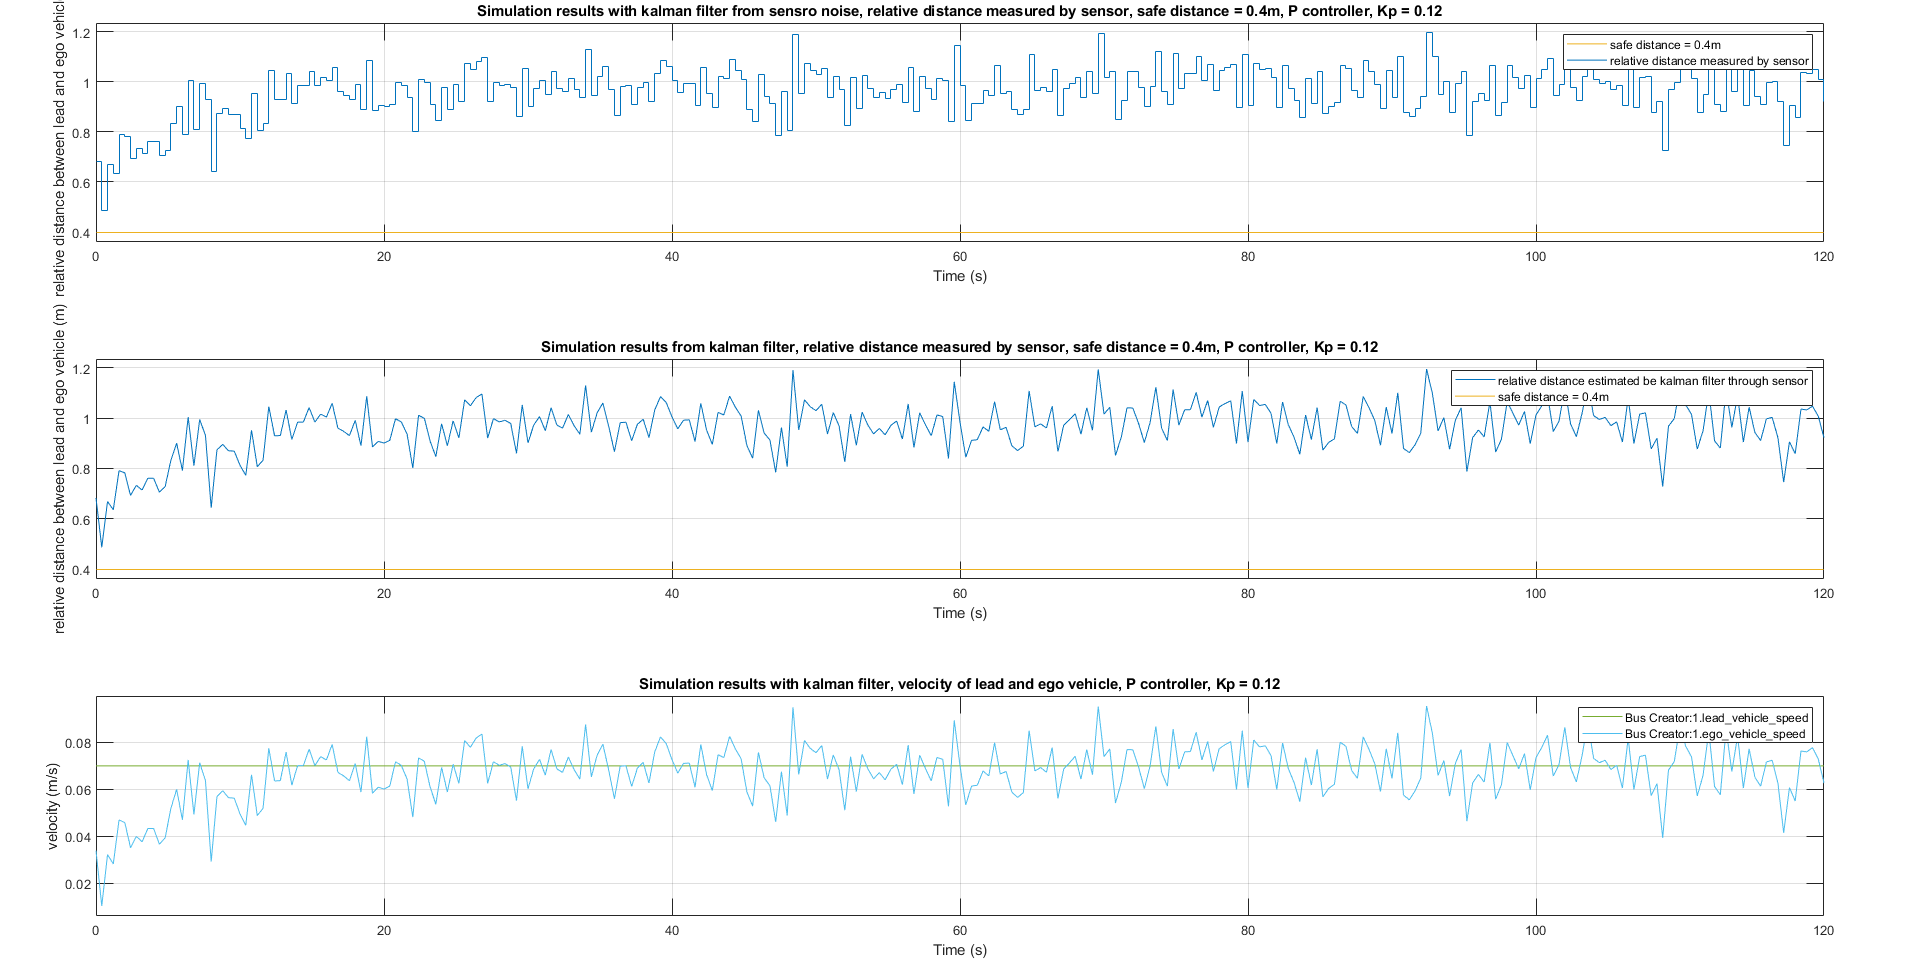 Simulation results with kalman filter from sensro noise, relative distance measured by sensor, safe distance = 0.4m, P controller, Kp = 0.12
relative distance between lead and ego vehicl
1.2
1
0.8
0.6
0.4
safe distance = 0.4m
relative distance measured by sensor
0
20
40
60
80
100
120
Time (s)
Simulation results from kalman filter, relative distance measured by sensor, safe distance = 0.4m, P controller, Kp = 0.12
relative distance between lead and ego vehicle (m)
1.2
1
0.8
0.6
0.4
relative distance estimated be kalman filter through sensor
safe distance = 0.4m
0
20
40
60
80
100
120
Time (s)
Simulation results with kalman filter, velocity of lead and ego vehicle, P controller, Kp = 0.12
velocity (m/s)
0.08
0.06
0.04
0.02
Bus Creator:1.lead_vehicle_speed
Bus Creator:1.ego_vehicle_speed
0
20
40
60
80
100
120
Time (s)